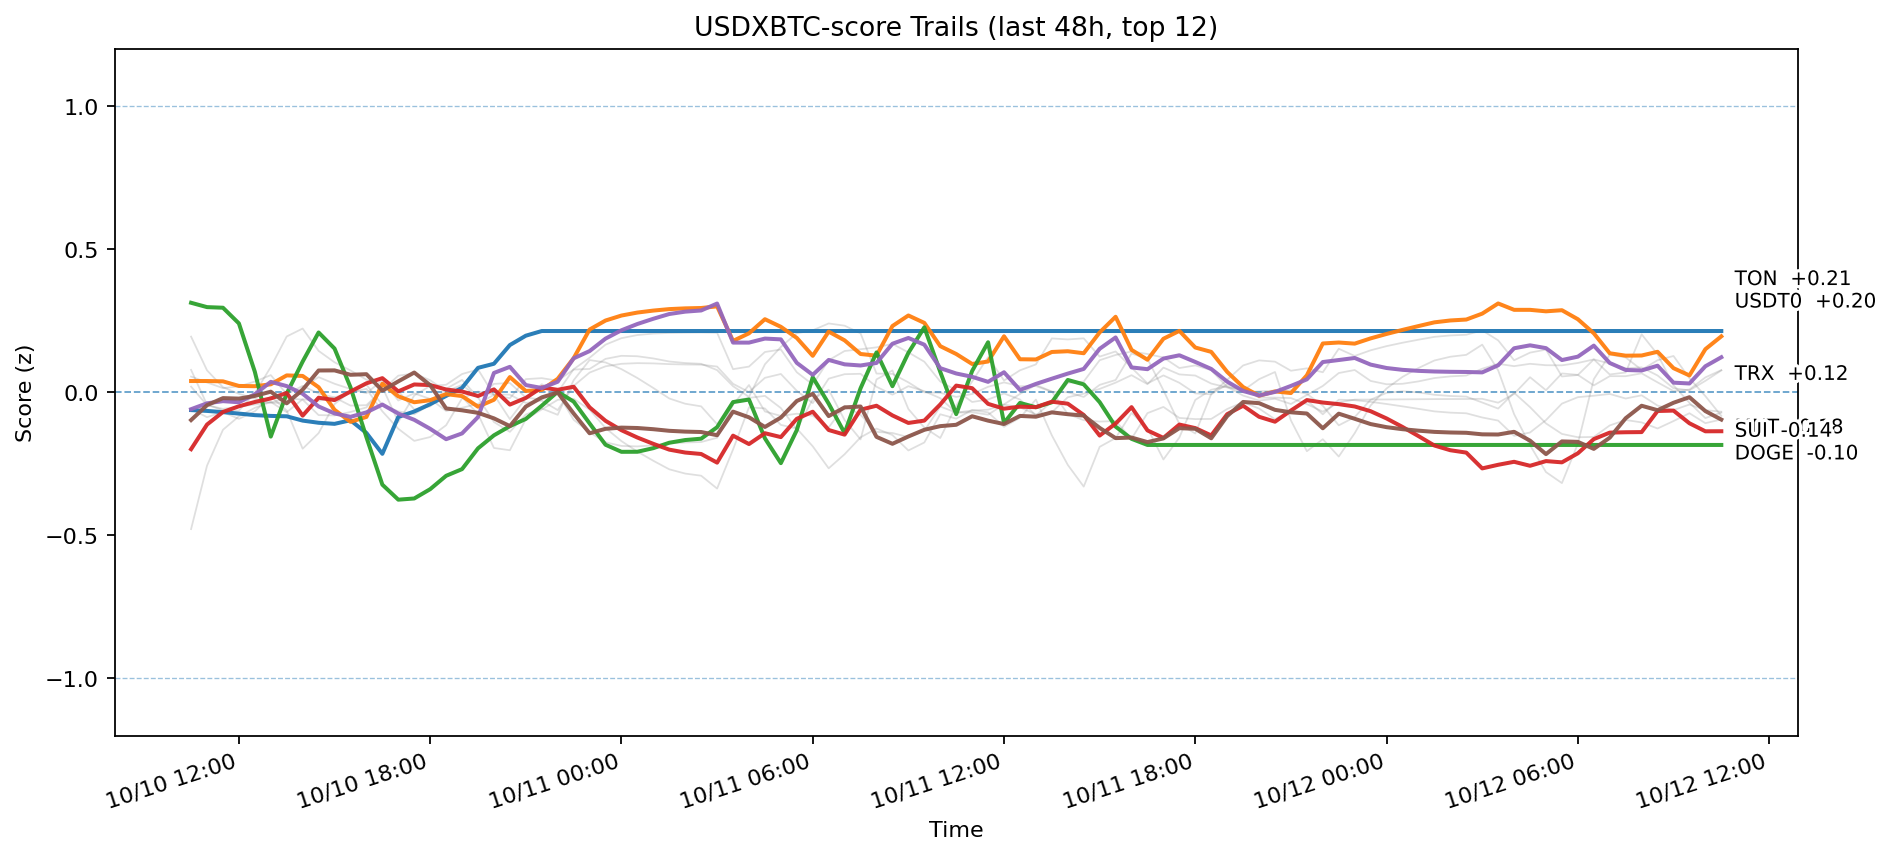 USDXBTC-score Trails (last 48h, top 12)
Score (z)
1.0
0.5
0.0
−0.5
−1.0
TON +0.21
USDT0 +0.20
TRX +0.12
SUI -0.14
DOGE -0.10
10/10 12:00
10/10 18:00
10/11 00:00
10/11 06:00
10/11 12:00
10/11 18:00
10/12 00:00
10/12 06:00
10/12 12:00
Time